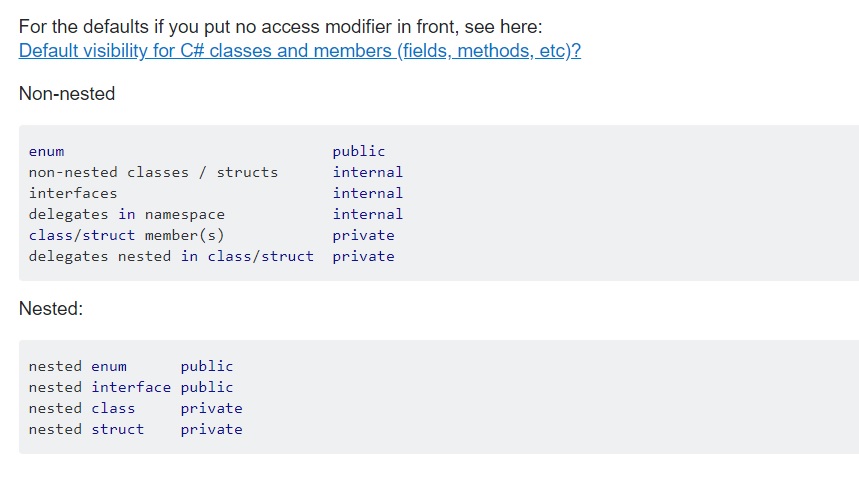 For the defaults if you put no access modifier in front, see here:
Default visibility for C# classes and members (fields, methods, etc)?
Non-nested
enum                              public
non-nested classes / structs      internal
interfaces                        internal
delegates in namespace            internal
class/struct member(s)            private
delegates nested in class/struct  private
Nested:
nested enum      public
nested interface public
nested class     private
nested struct    private